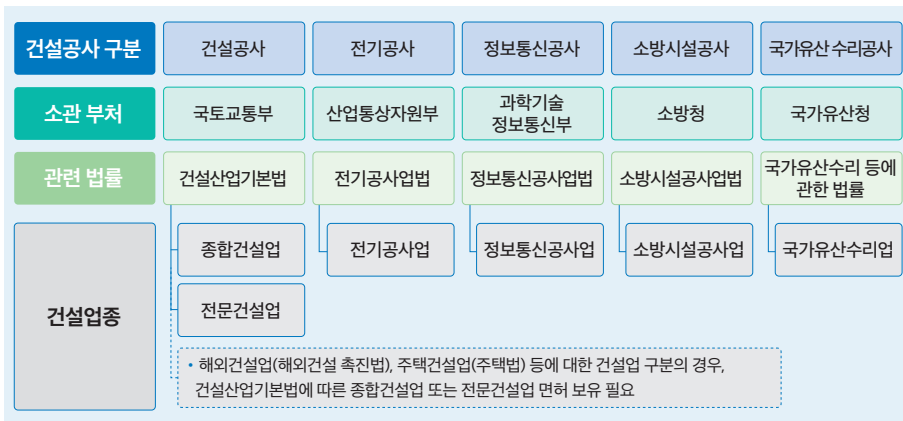 건설공사 구분
건설공사
전기공사
정보통신공사
소방시설공사
국가유산 수리공사
소관 부처
국토교통부
산업통상자원부
과학기술
정보통신부
소방청
국가유산청
관련 법률
건설산업기본법
전기공사업법
정보통신공사업법
소방시설공사업법
국가유산수리 등에
관한 법률
건설업종
종합건설업
전기공사업
정보통신공사업
소방시설공사업
국가유산수리업
전문건설업
• 해외건설업(해외건설 촉진법), 주택건설업(주택법) 등에 대한 건설업 구분의 경우,
건설산업기본법에 따른 종합건설업 또는 전문건설업 면허 보유 필요